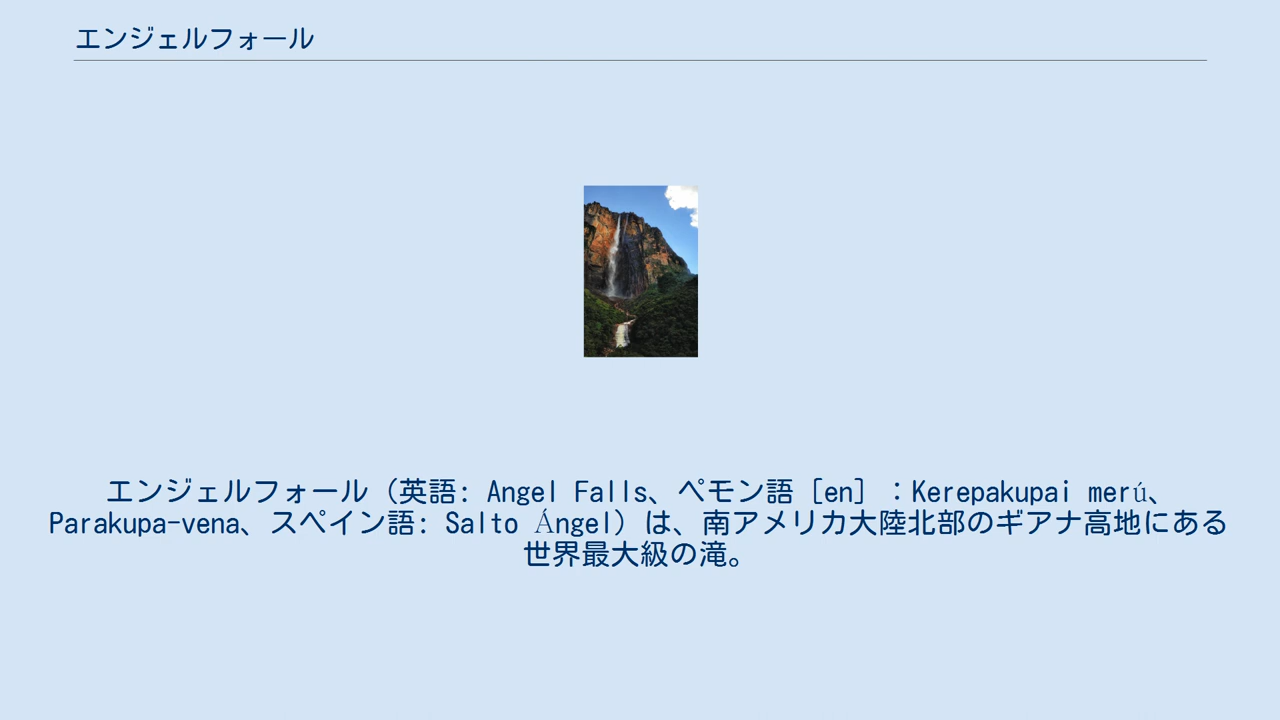 エンジェルフォール
エンジェルフォール（英語: Angel Falls、ペモン語［en］：Kerepakupai merú、
Parakupa-vena、スペイン語: Salto Ángel）は、南アメリカ大陸北部のギアナ高地にある
世界最大級の滝。